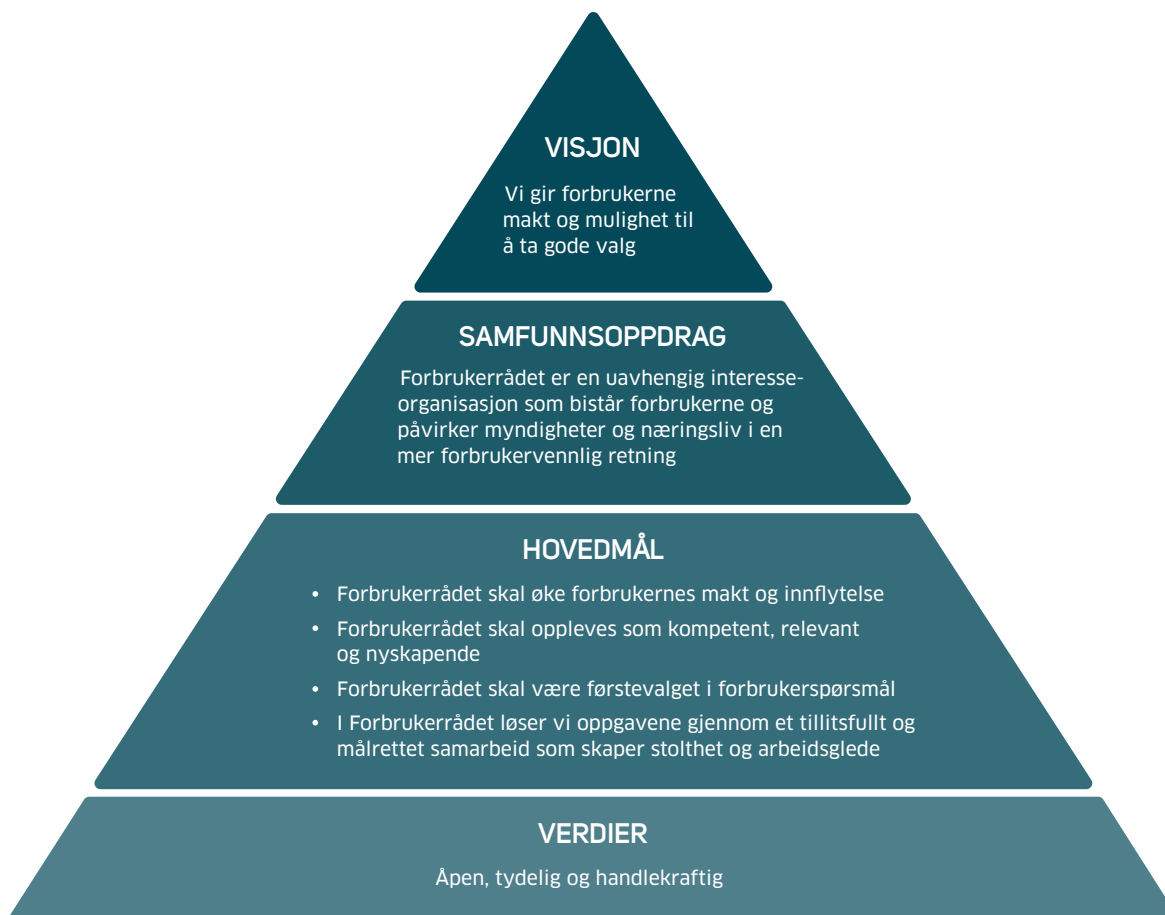 VISJON
Vi gir forbrukerne
makt og mulighet til
å ta gode valg
SAMFUNNSOPPDRAG
Forbrukerrådet er en uavhengig interesse-
organisasjon som bistår forbrukerne og
påvirker myndigheter og næringsliv i en
mer forbrukervennlig retning
HOVEDMÅL
• Forbrukerrådet skal øke forbrukernes makt og innflytelse
• Forbrukerrådet skal oppleves som kompetent, relevant
og nyskapende
• Forbrukerrådet skal være førstevalget i forbrukerspørsmål
• I Forbrukerrådet løser vi oppgavene gjennom et tillitsfullt og
målrettet samarbeid som skaper stolthet og arbeidsglede
VERDIER
Åpen, tydelig og handlekraftig